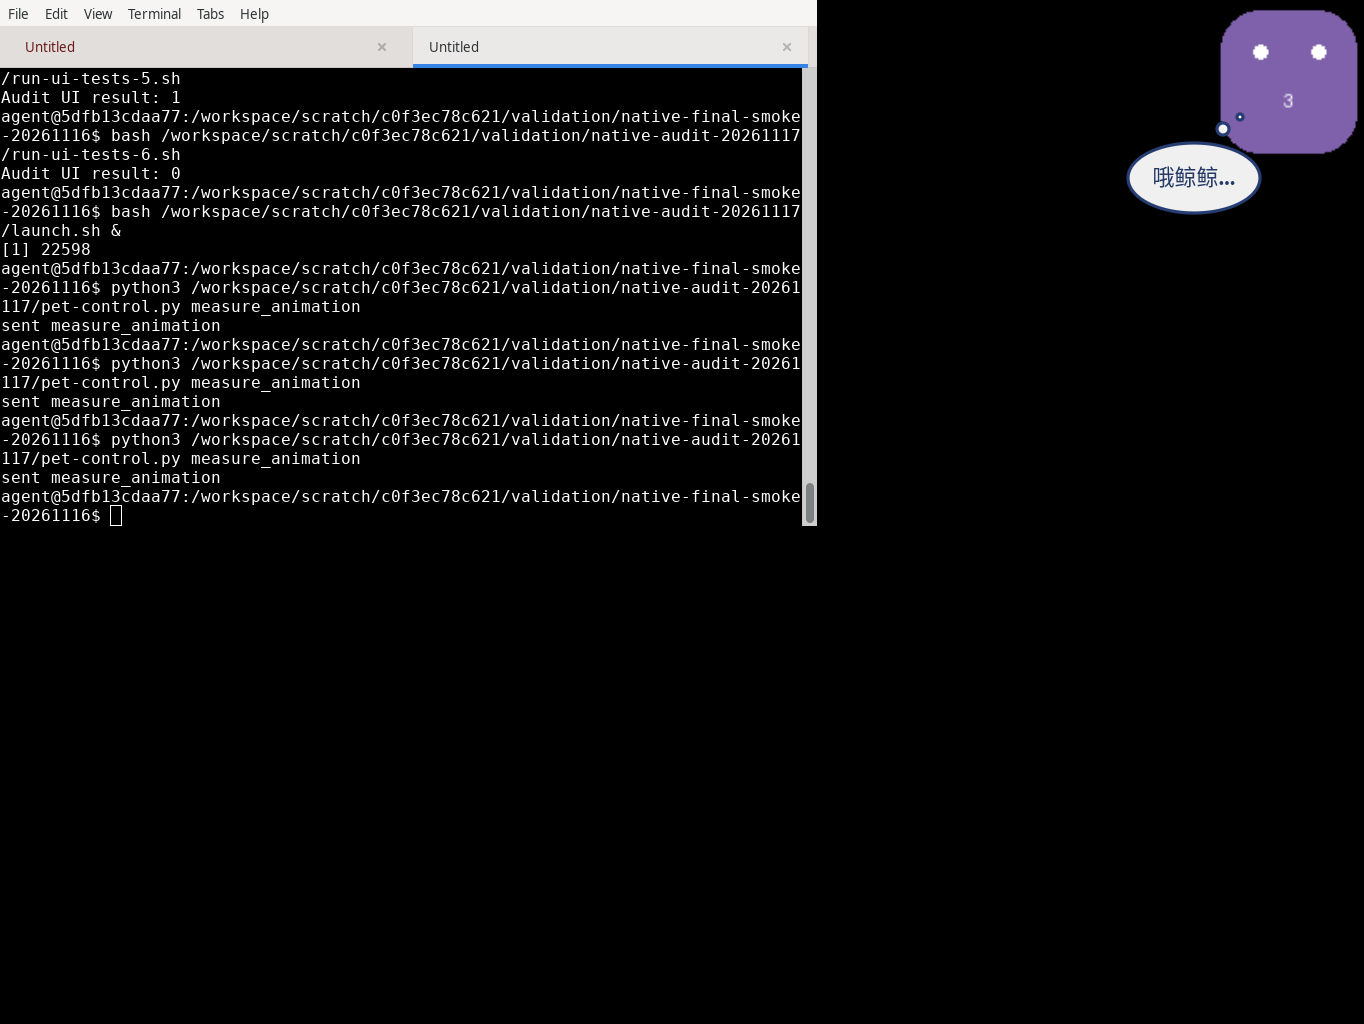 File Edit View Terminal Tabs Help
Untitled × Untitled ×
/run-ui-tests-5.sh
Audit UI result: 1
agent@5dfb13cdaa77:/workspace/scratch/c0f3ec78c621/validation/native-final-smoke
-20261116$ bash /workspace/scratch/c0f3ec78c621/validation/native-audit-20261117
/run-ui-tests-6.sh
Audit UI result: 0
agent@5dfb13cdaa77:/workspace/scratch/c0f3ec78c621/validation/native-final-smoke
-20261116$ bash /workspace/scratch/c0f3ec78c621/validation/native-audit-20261117
/launch.sh &
[1] 22598
agent@5dfb13cdaa77:/workspace/scratch/c0f3ec78c621/validation/native-final-smoke
-20261116$ python3 /workspace/scratch/c0f3ec78c621/validation/native-audit-20261
117/pet-control.py measure_animation
sent measure_animation
agent@5dfb13cdaa77:/workspace/scratch/c0f3ec78c621/validation/native-final-smoke
-20261116$ python3 /workspace/scratch/c0f3ec78c621/validation/native-audit-20261
117/pet-control.py measure_animation
sent measure_animation
agent@5dfb13cdaa77:/workspace/scratch/c0f3ec78c621/validation/native-final-smoke
-20261116$ python3 /workspace/scratch/c0f3ec78c621/validation/native-audit-20261
117/pet-control.py measure_animation
sent measure_animation
agent@5dfb13cdaa77:/workspace/scratch/c0f3ec78c621/validation/native-final-smoke
-20261116$
3
哦鲸鲸...